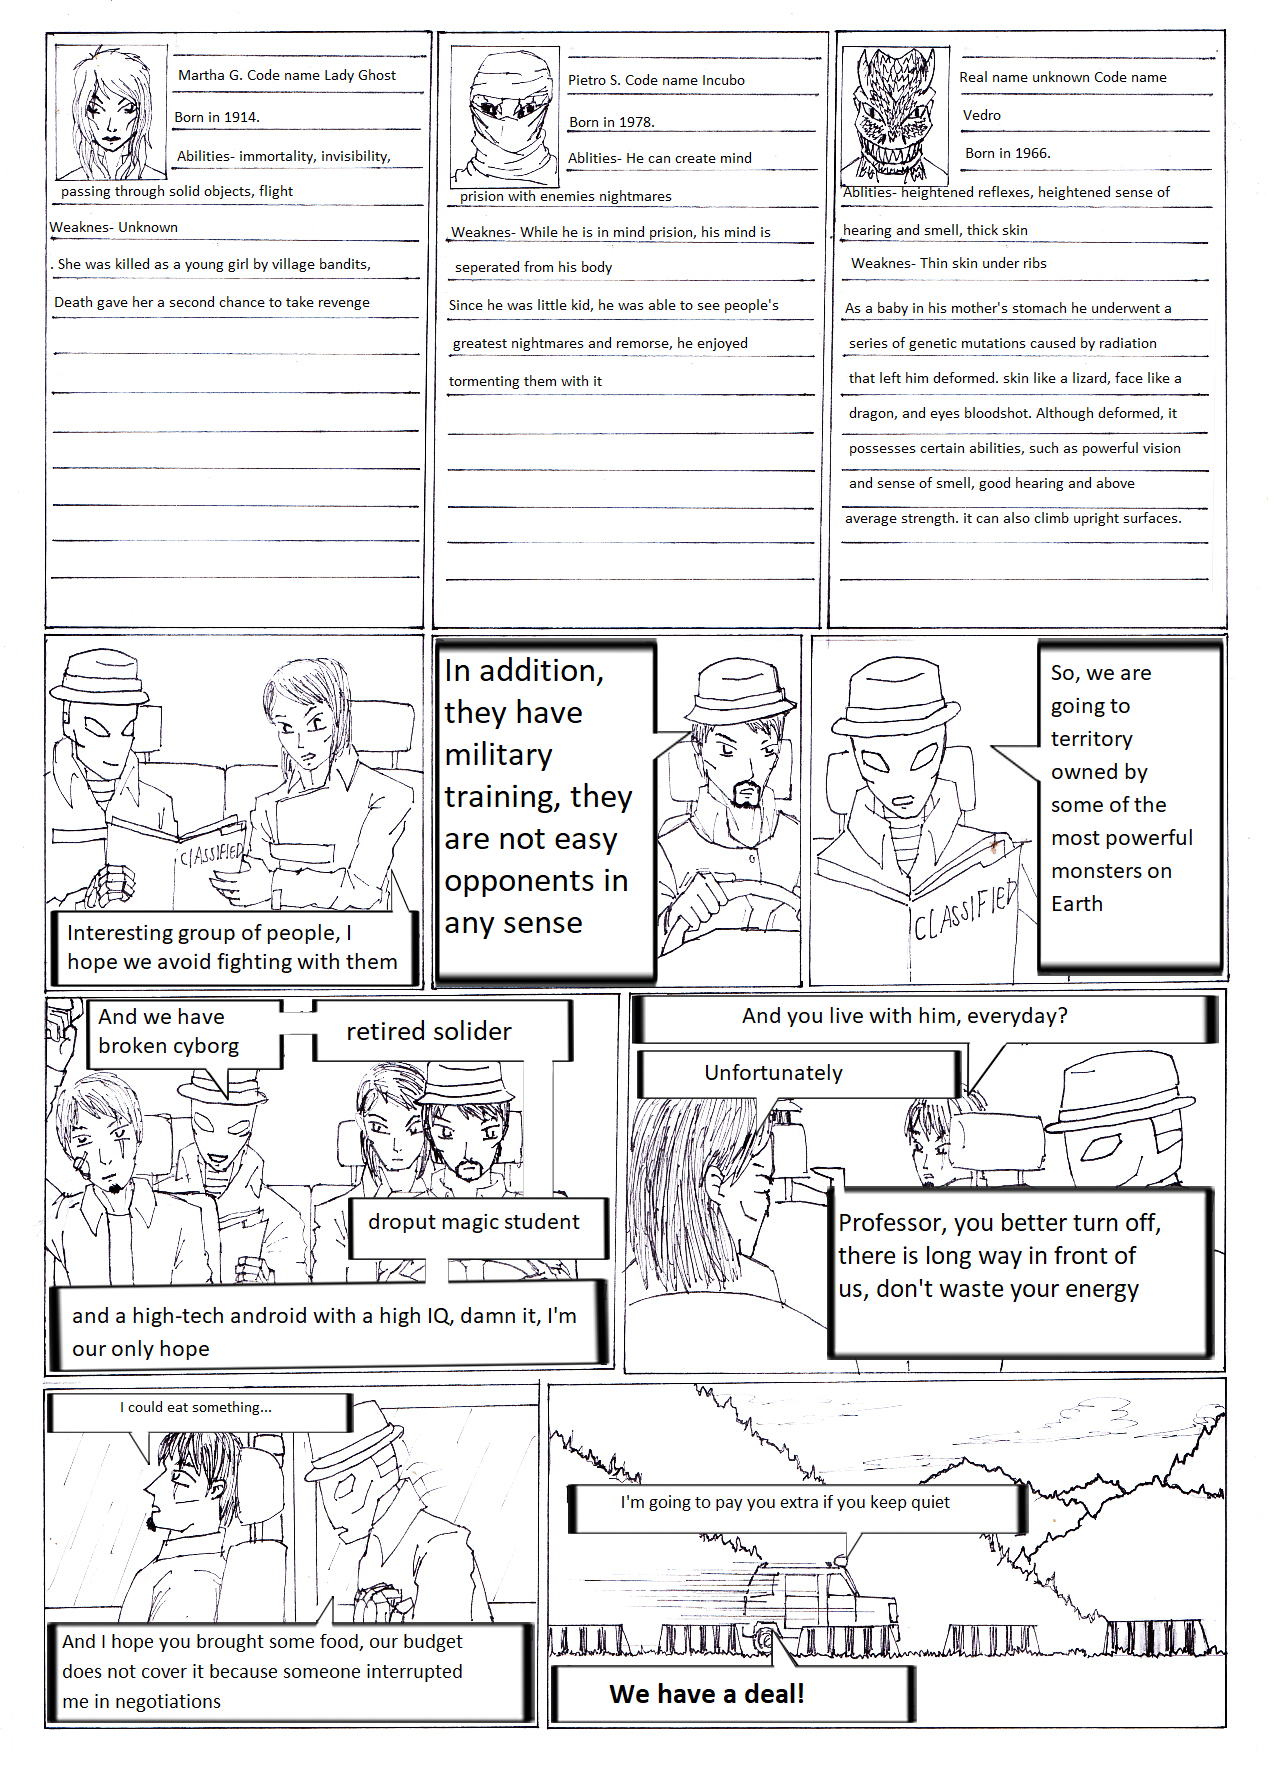 Martha G. Code name Lady Ghost
Born in 1914.
Abilities- immortality, invisibility,
passing through solid objects, flight
Weaknes- Unknown
. She was killed as a young girl by village bandits,
Death gave her a second chance to take revenge
Pietro S. Code name Incubo
Born in 1978.
Ablities- He can create mind
prision with enemies nightmares
Weaknes- While he is in mind prision, his mind is
seperated from his body
Since he was little kid, he was able to see people's
greatest nightmares and remorse, he enjoyed
tormenting them with it
Real name unknown Code name
Vedro
Born in 1966.
Ablities- heightened reflexes, heightened sense of
hearing and smell, thick skin
Weaknes- Thin skin under ribs
As a baby in his mother's stomach he underwent a
series of genetic mutations caused by radiation
that left him deformed. skin like a lizard, face like a
dragon, and eyes bloodshot. Although deformed, it
possesses certain abilities, such as powerful vision
and sense of smell, good hearing and above
average strength. it can also climb upright surfaces.
CLASSIFIED
Interesting group of people, I
hope we avoid fighting with them
In addition,
they have
military
training, they
are not easy
opponents in
any sense
So, we are
going to
territory
owned by
some of the
most powerful
monsters on
Earth
CLASSIFIED
And we have
broken cyborg
retired solider
droput magic student
and a high-tech android with a high IQ, damn it, I'm
our only hope
And you live with him, everyday?
Unfortunately
Professor, you better turn off,
there is long way in front of
us, don't waste your energy
I could eat something...
And I hope you brought some food, our budget
does not cover it because someone interrupted
me in negotiations
I'm going to pay you extra if you keep quiet
We have a deal!